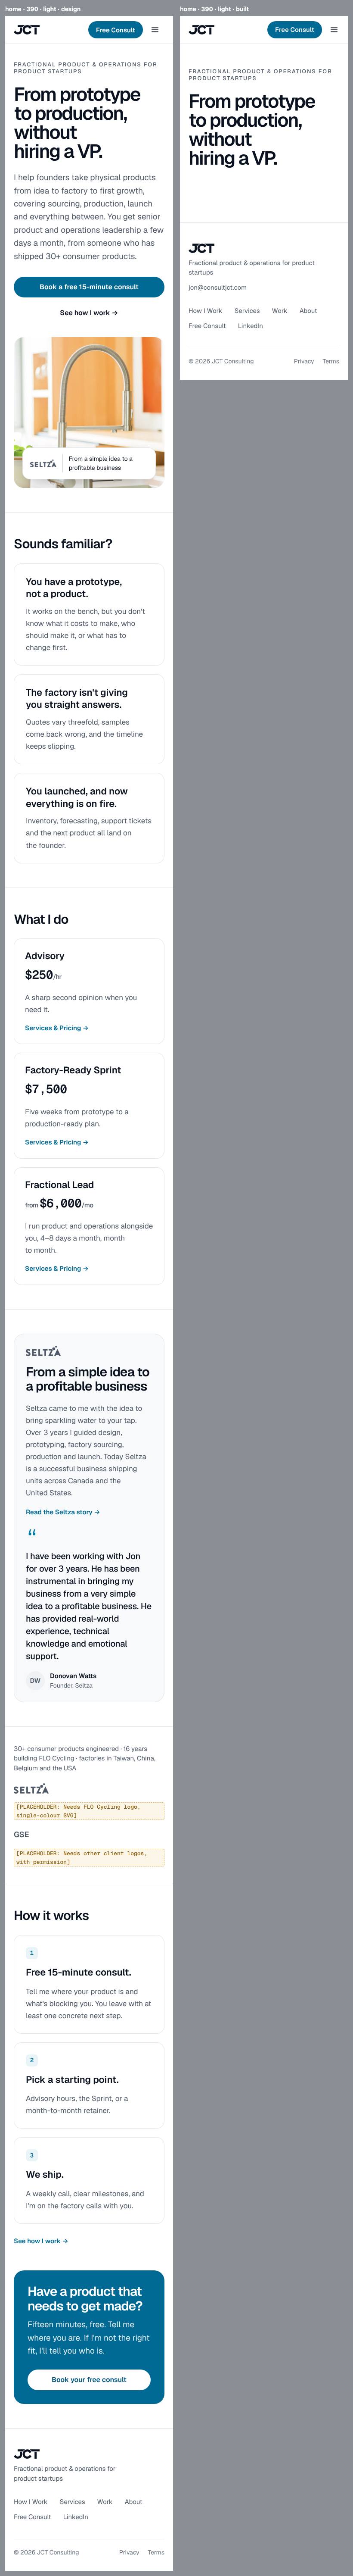 home · 390 · light · design
JCT
Free Consult
FRACTIONAL PRODUCT & OPERATIONS FOR
PRODUCT STARTUPS
From prototype
to production,
without
hiring a VP.
I help founders take physical products
from idea to factory to first growth,
covering sourcing, production, launch
and everything between. You get senior
product and operations leadership a few
days a month, from someone who has
shipped 30+ consumer products.
Book a free 15-minute consult
See how I work →
SELTZA
From a simple idea to a
profitable business
Sounds familiar?
You have a prototype,
not a product.
It works on the bench, but you don't
know what it costs to make, who
should make it, or what has to
change first.
The factory isn't giving
you straight answers.
Quotes vary threefold, samples
come back wrong, and the timeline
keeps slipping.
You launched, and now
everything is on fire.
Inventory, forecasting, support tickets
and the next product all land on
the founder.
What I do
Advisory
$250/hr
A sharp second opinion when you
need it.
Services & Pricing →
Factory-Ready Sprint
$7,500
Five weeks from prototype to a
production-ready plan.
Services & Pricing →
Fractional Lead
from $6,000/mo
I run product and operations alongside
you, 4–8 days a month, month
to month.
Services & Pricing →
SELTZA
From a simple idea to
a profitable business
Seltza came to me with the idea to
bring sparkling water to your tap.
Over 3 years I guided design,
prototyping, factory sourcing,
production and launch. Today Seltza
is a successful business shipping
units across Canada and the
United States.
Read the Seltza story →
“
I have been working with Jon
for over 3 years. He has been
instrumental in bringing my
business from a very simple
idea to a profitable business. He
has provided real-world
experience, technical
knowledge and emotional
support.
DW
Donovan Watts
Founder, Seltza
30+ consumer products engineered · 16 years
building FLO Cycling · factories in Taiwan, China,
Belgium and the USA
SELTZA
[PLACEHOLDER: Needs FLO Cycling logo,
single-colour SVG]
GSE
[PLACEHOLDER: Needs other client logos,
with permission]
How it works
1
Free 15-minute consult.
Tell me where your product is and
what's blocking you. You leave with at
least one concrete next step.
2
Pick a starting point.
Advisory hours, the Sprint, or a
month-to-month retainer.
3
We ship.
A weekly call, clear milestones, and
I'm on the factory calls with you.
See how I work →
Have a product that
needs to get made?
Fifteen minutes, free. Tell me
where you are. If I'm not the right
fit, I'll tell you who is.
Book your free consult
JCT
Fractional product & operations for
product startups
How I Work Services Work About
Free Consult LinkedIn
© 2026 JCT Consulting Privacy Terms
home · 390 · light · built
JCT
Free Consult
FRACTIONAL PRODUCT & OPERATIONS FOR
PRODUCT STARTUPS
From prototype
to production,
without
hiring a VP.
JCT
Fractional product & operations for product
startups
jon@consultjct.com
How I Work Services Work About
Free Consult LinkedIn
© 2026 JCT Consulting Privacy Terms